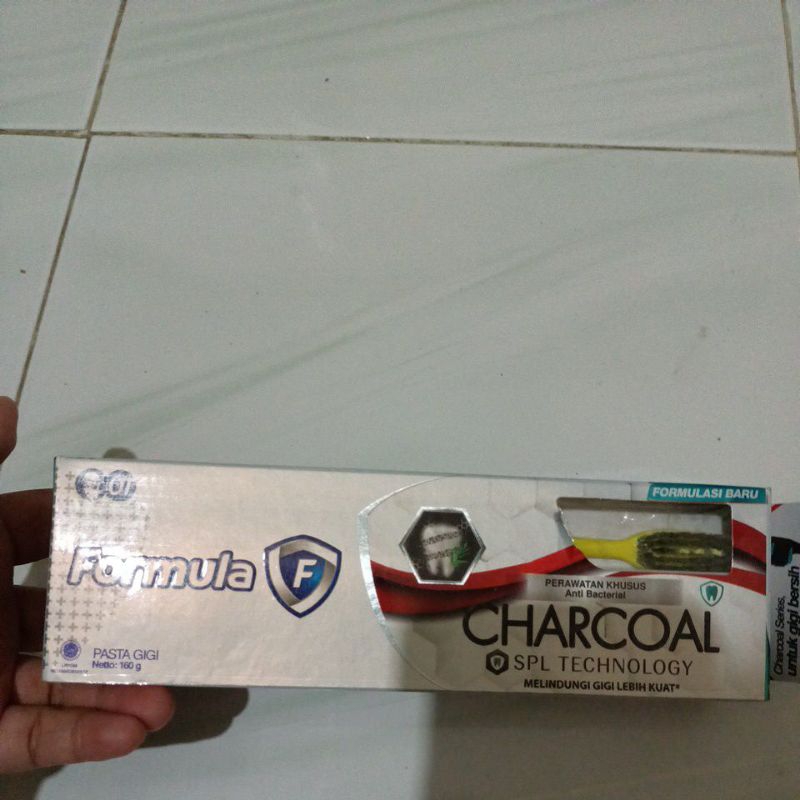 FORMULASI BARU
Formula
F
PERAWATAN KHUSUS
Anti Bacterial
CHARCOAL
SPL TECHNOLOGY
MELINDUNGI GIGI LEBIH KUAT*
PASTA GIGI
Netto: 160 g
Charcoal Series,
untuk gigi bersih